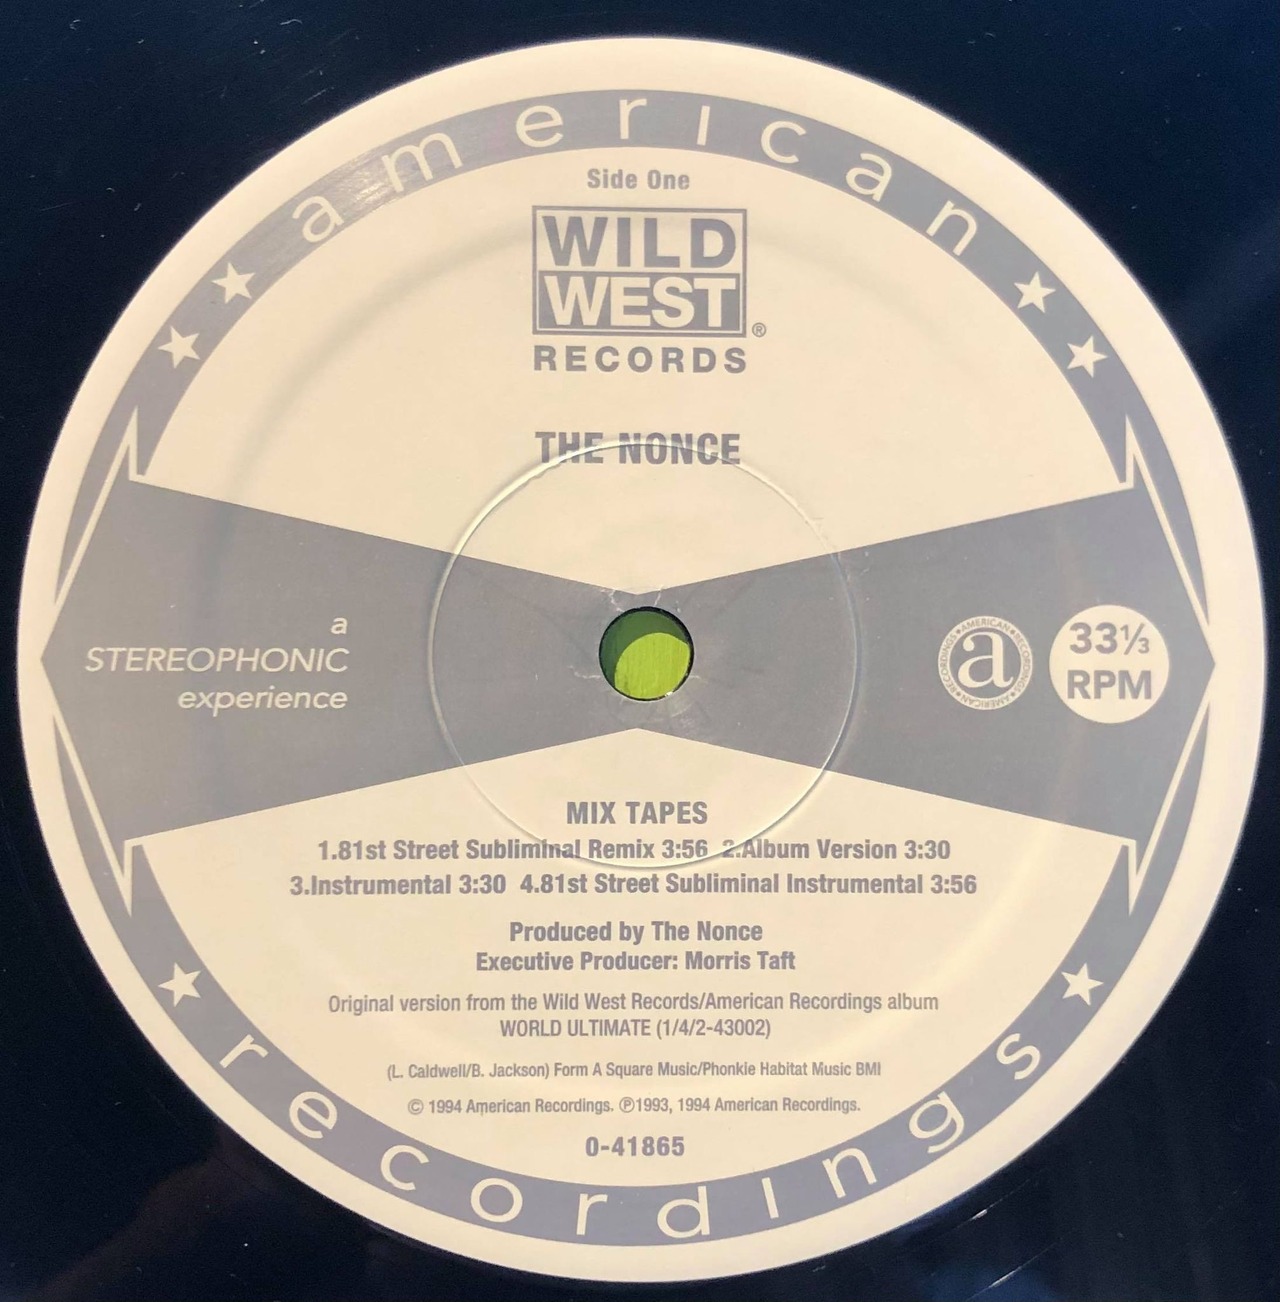 american
Side One
WILD
WEST
®
RECORDS
THE NONCE
a
STEREOPHONIC
experience
AMERICAN RECORDINGS AMERICAN RECORDINGS
a
33⅓
RPM
MIX TAPES
1.81st Street Subliminal Remix 3:56 2.Album Version 3:30
3.Instrumental 3:30 4.81st Street Subliminal Instrumental 3:56
Produced by The Nonce
Executive Producer: Morris Taft
Original version from the Wild West Records/American Recordings album
WORLD ULTIMATE (1/4/2-43002)
(L. Caldwell/B. Jackson) Form A Square Music/Phonkie Habitat Music BMI
© 1994 American Recordings. ℗1993, 1994 American Recordings.
0-41865
recordings